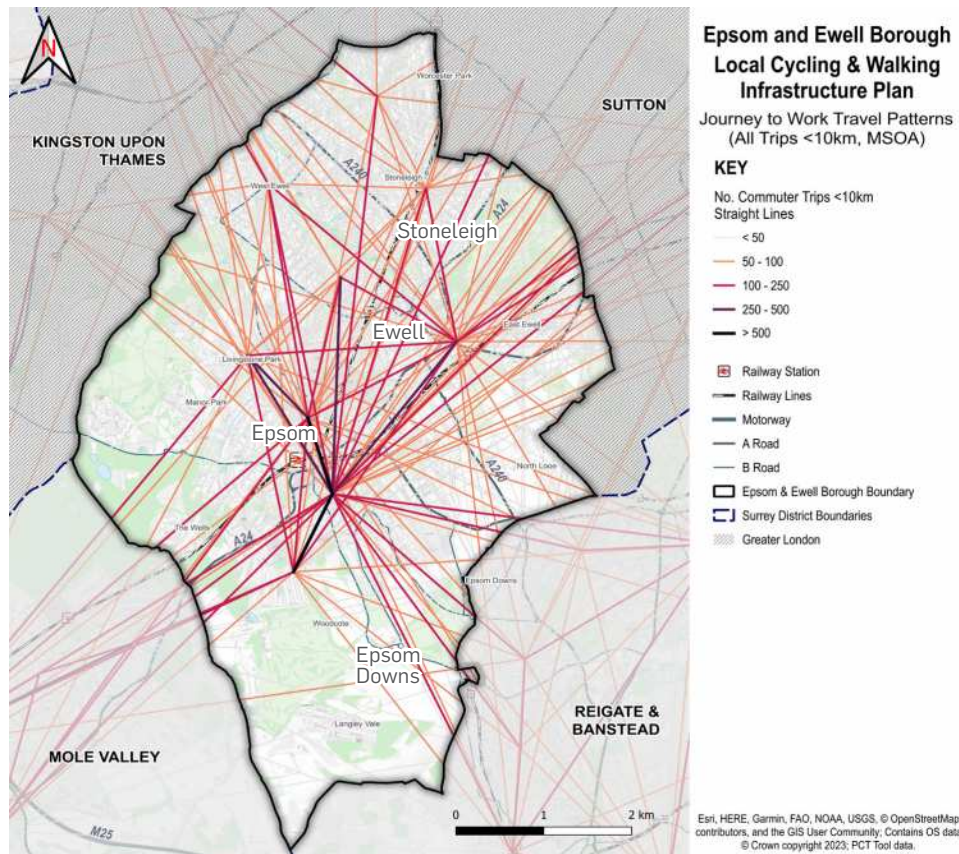 N
KINGSTON UPON
THAMES
SUTTON
Worcester Park
A240
Stoneleigh
West Ewell
A24
Stoneleigh
Ewell
East Ewell
Livingstone Park
Manor Park
Epsom
North Looe
A240
The Wells
A24
Epsom Downs
Woodcote
Epsom
Downs
Langley Vale
REIGATE &
BANSTEAD
MOLE VALLEY
M25
0 1 2 km
Epsom and Ewell Borough
Local Cycling & Walking
Infrastructure Plan
Journey to Work Travel Patterns
(All Trips <10km, MSOA)
KEY
No. Commuter Trips <10km
Straight Lines
< 50
50 - 100
100 - 250
250 - 500
> 500
Railway Station
Railway Lines
Motorway
A Road
B Road
Epsom & Ewell Borough Boundary
Surrey District Boundaries
Greater London
Esri, HERE, Garmin, FAO, NOAA, USGS, © OpenStreetMap
contributors, and the GIS User Community; Contains OS data
© Crown copyright 2023; PCT Tool data.